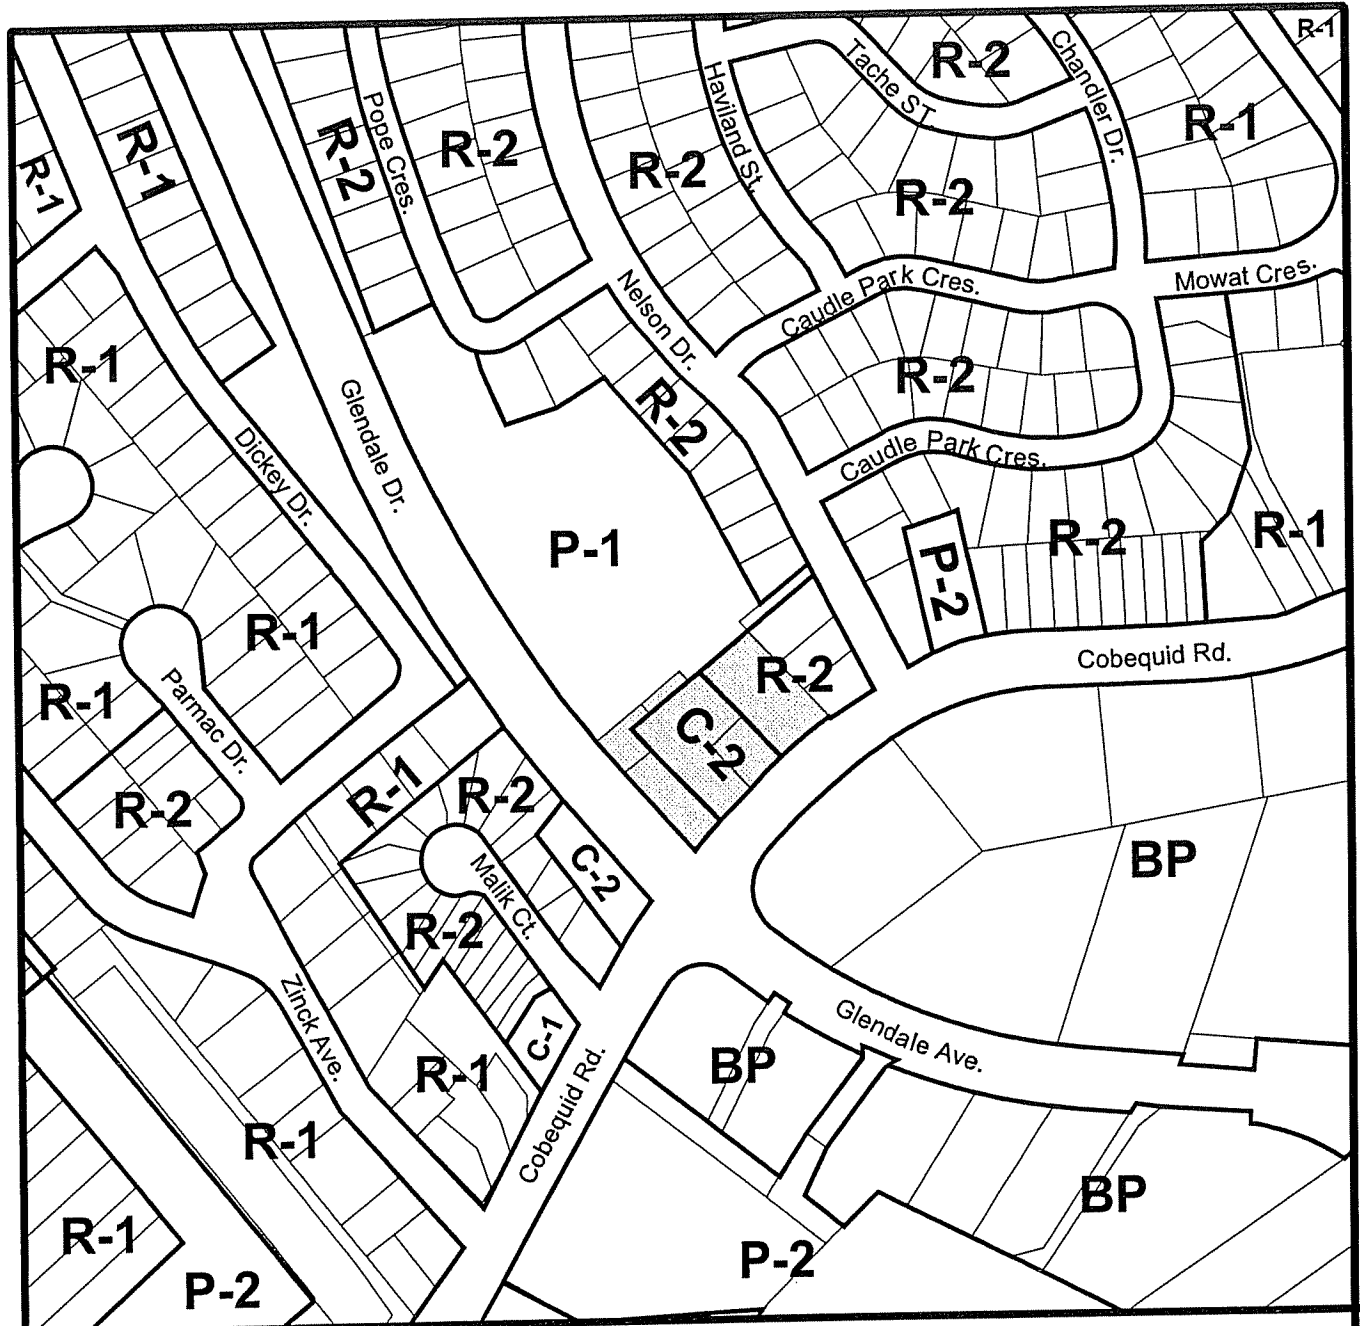 R-1
R-2
Chandler Dr.
Tache ST.
Haviland St.
R-1
R-1
R-2
Pope Cres.
R-2
R-2
R-1
R-2
Mowat Cres.
Caudle Park Cres.
Nelson Dr.
R-1
R-2
R-2
Glendale Dr.
Dickey Dr.
Caudle Park Cres.
P-1
R-2
R-1
P-2
R-1
Cobequid Rd.
R-2
R-1
Parmac Dr.
C-2
R-1
R-2
R-2
C-2
BP
Malik Ct.
R-2
Zinck Ave.
C-1
Glendale Ave.
BP
R-1
Cobequid Rd.
R-1
BP
R-1
P-2
P-2